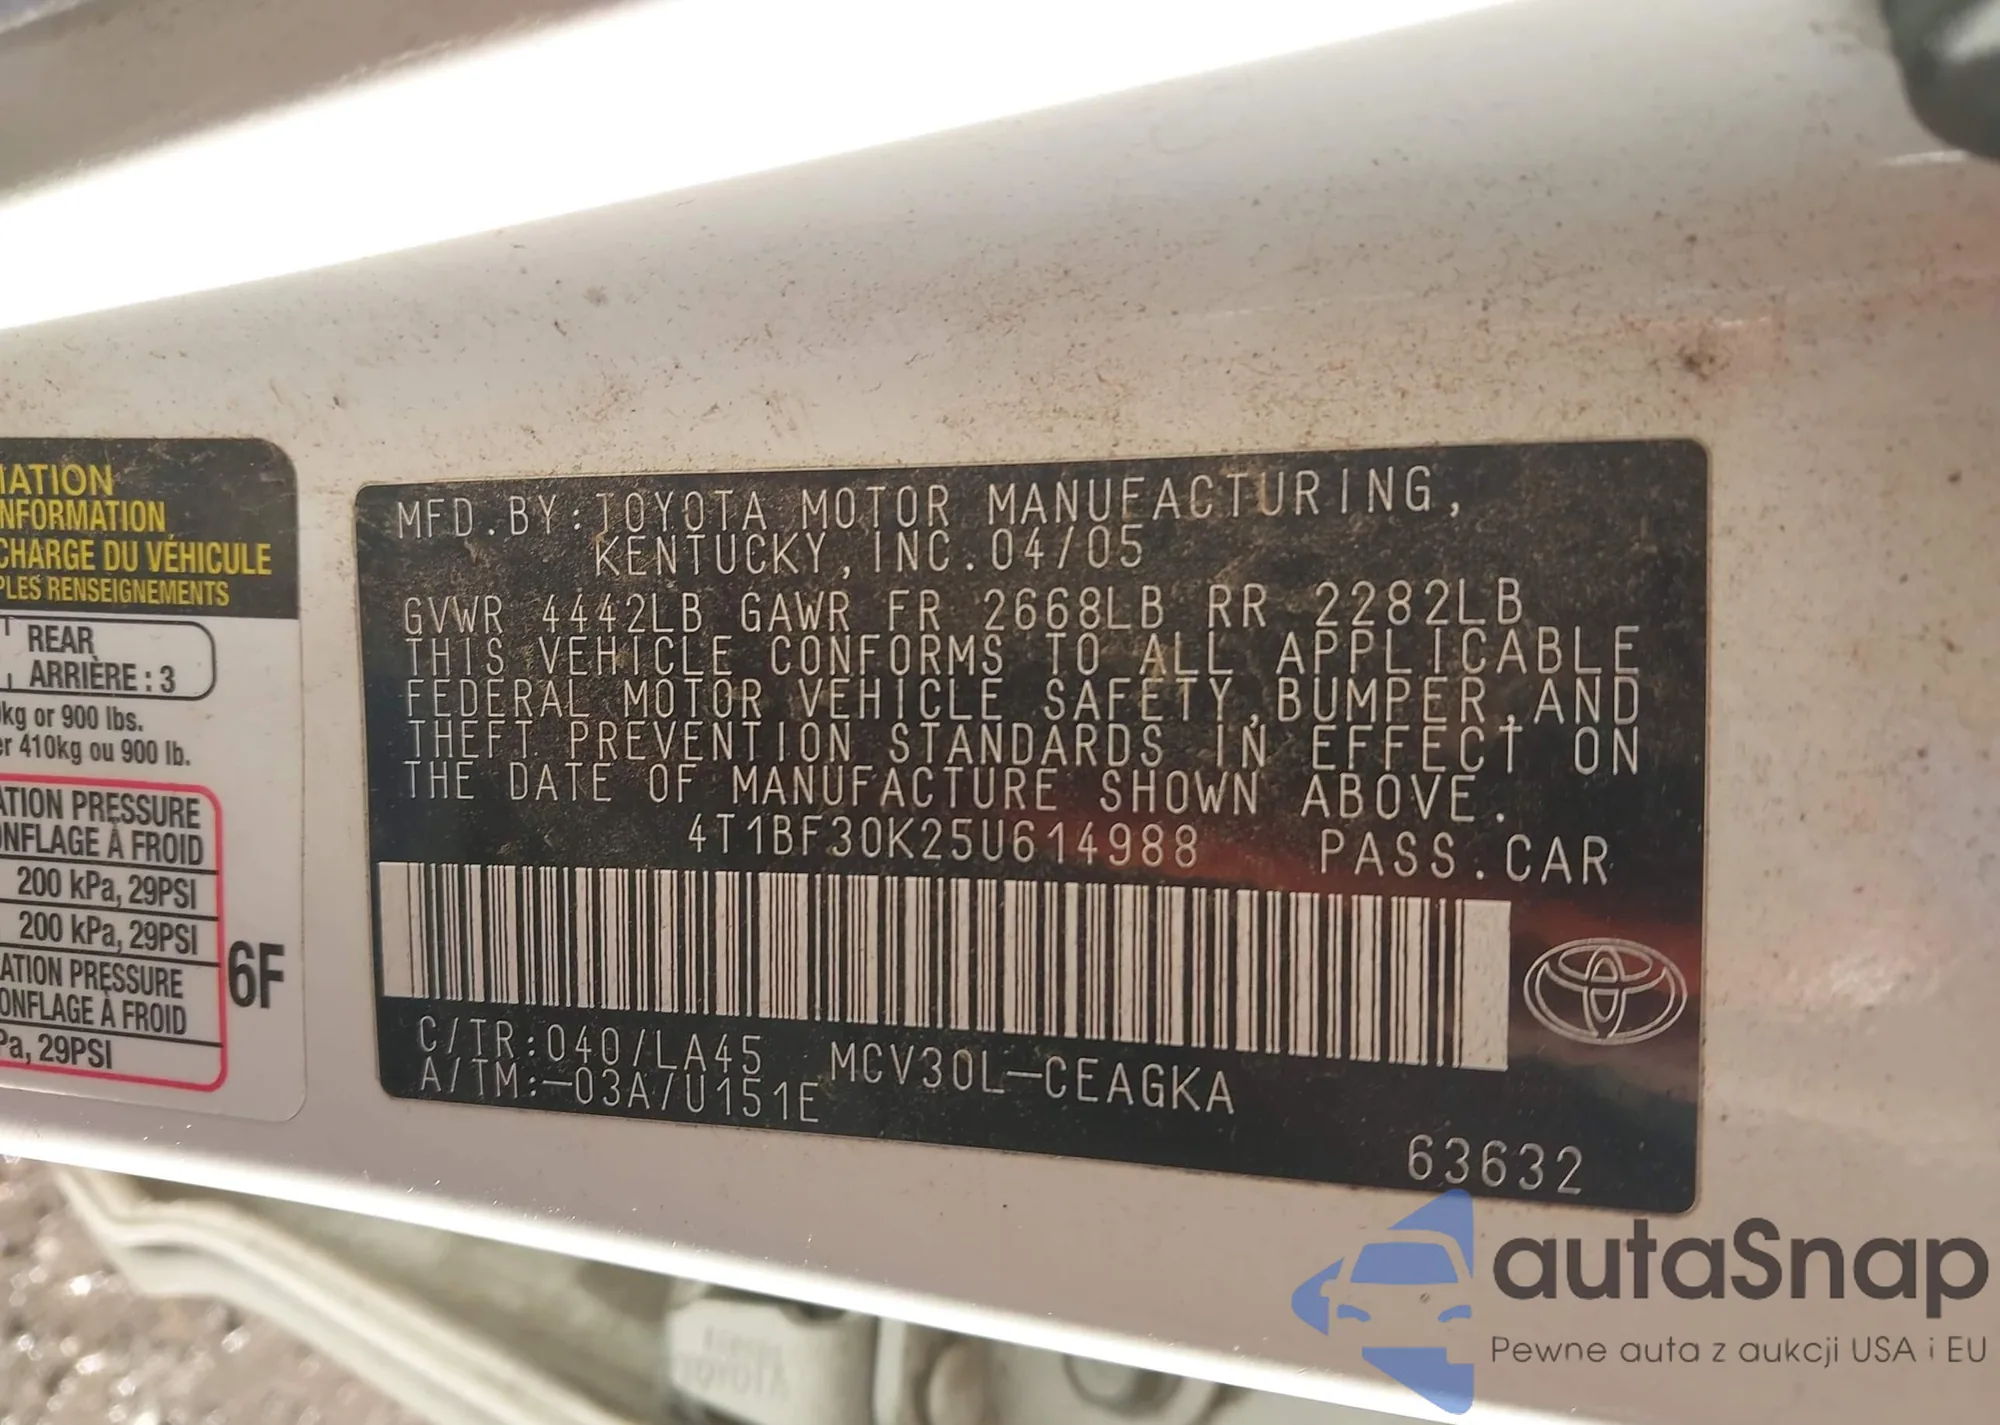 IATION
NFORMATION
CHARGE DU VÉHICULE
PLES RENSEIGNEMENTS
REAR
ARRIÈRE : 3
kg or 900 lbs.
er 410kg ou 900 lb.
ATION PRESSURE
ONFLAGE À FROID
200 kPa, 29PSI
200 kPa, 29PSI
ATION PRESSURE
ONFLAGE À FROID
Pa, 29PSI
6F
MFD.BY:TOYOTA MOTOR MANUFACTURING,
KENTUCKY,INC.04/05
GVWR 4442LB GAWR FR 2668LB RR 2282LB
THIS VEHICLE CONFORMS TO ALL APPLICABLE
FEDERAL MOTOR VEHICLE SAFETY,BUMPER,AND
THEFT PREVENTION STANDARDS IN EFFECT ON
THE DATE OF MANUFACTURE SHOWN ABOVE.
4T1BF30K25U614988 PASS.CAR
C/TR:040/LA45 MCV30L-CEAGKA
A/TM:-03A/U151E
63632
autaSnap
Pewne auta z aukcji USA i EU